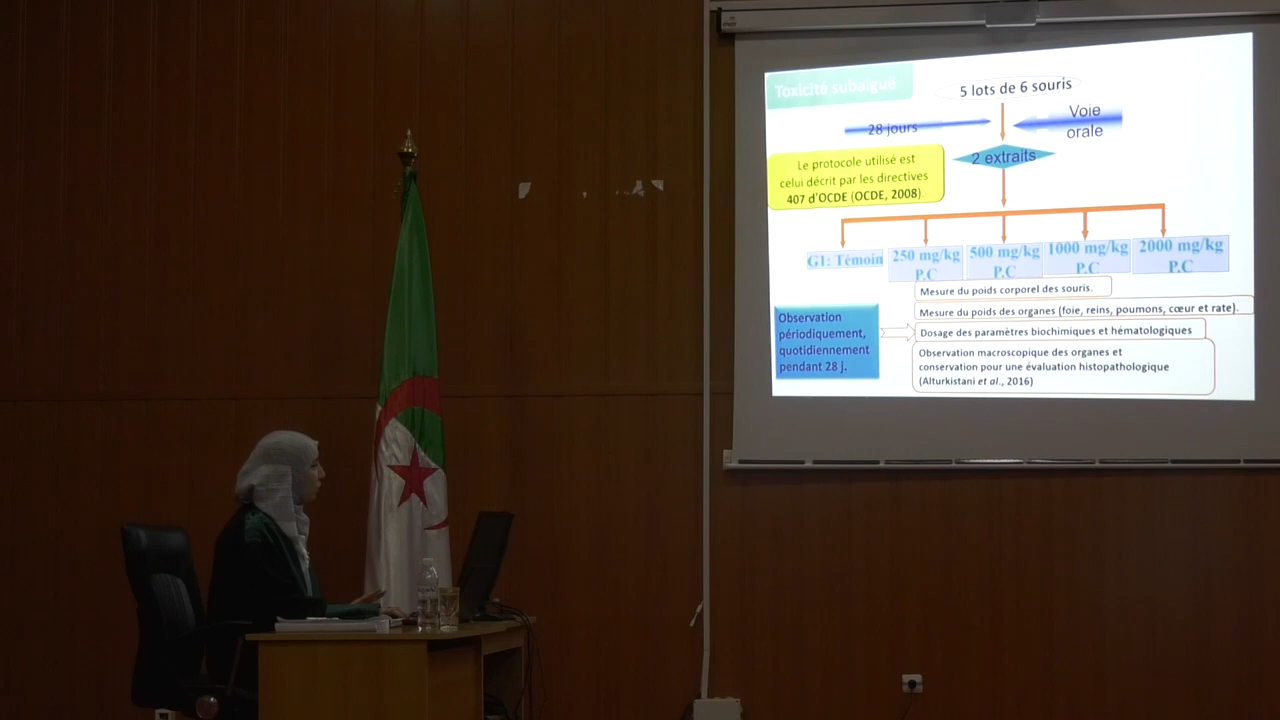 Toxicité subaiguë
5 lots de 6 souris
28 jours
Voie
orale
2 extraits
Le protocole utilisé est
celui décrit par les directives
407 d'OCDE (OCDE, 2008).
G1: Témoin
250 mg/kg
P.C
500 mg/kg
P.C
1000 mg/kg
P.C
2000 mg/kg
P.C
Mesure du poids corporel des souris.
Mesure du poids des organes (foie, reins, poumons, cœur et rate).
Observation
périodiquement,
quotidiennement
pendant 28 j.
Dosage des paramètres biochimiques et hématologiques
Observation macroscopique des organes et
conservation pour une évaluation histopathologique
(Alturkistani et al., 2016)